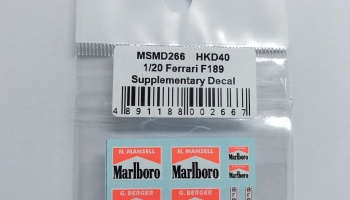 MSMD266 HKD40
1/20 Ferrari F189
Supplementary Decal
4 891188 002667
N. MANSELL N. MANSELL
Marlboro Marlboro Marlboro
Marlboro
G. BERGER G. BERGER